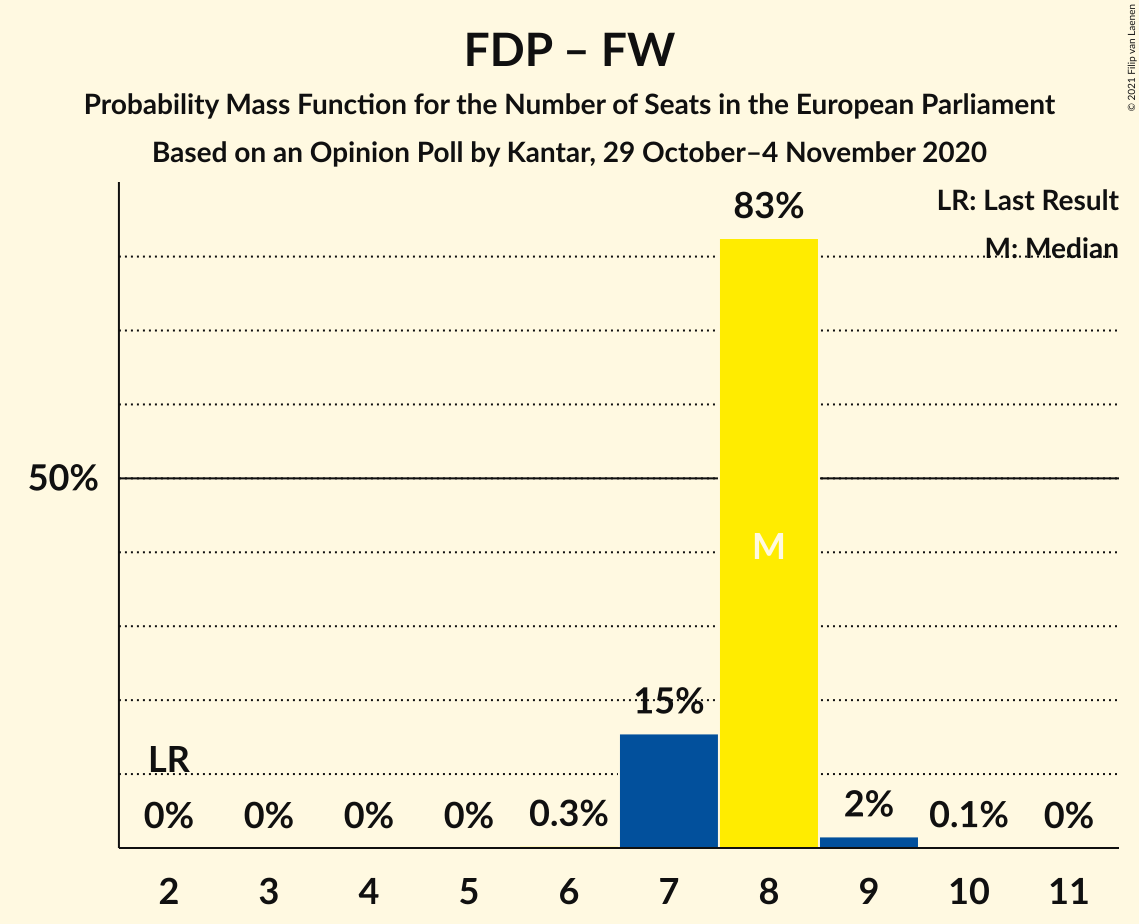 FDP – FW
Probability Mass Function for the Number of Seats in the European Parliament
Based on an Opinion Poll by Kantar, 29 October–4 November 2020
© 2021 Filip van Laenen
LR: Last Result
M: Median
83%
50%
M
15%
LR
0% 0% 0% 0% 0.3% 2% 0.1% 0%
2 3 4 5 6 7 8 9 10 11